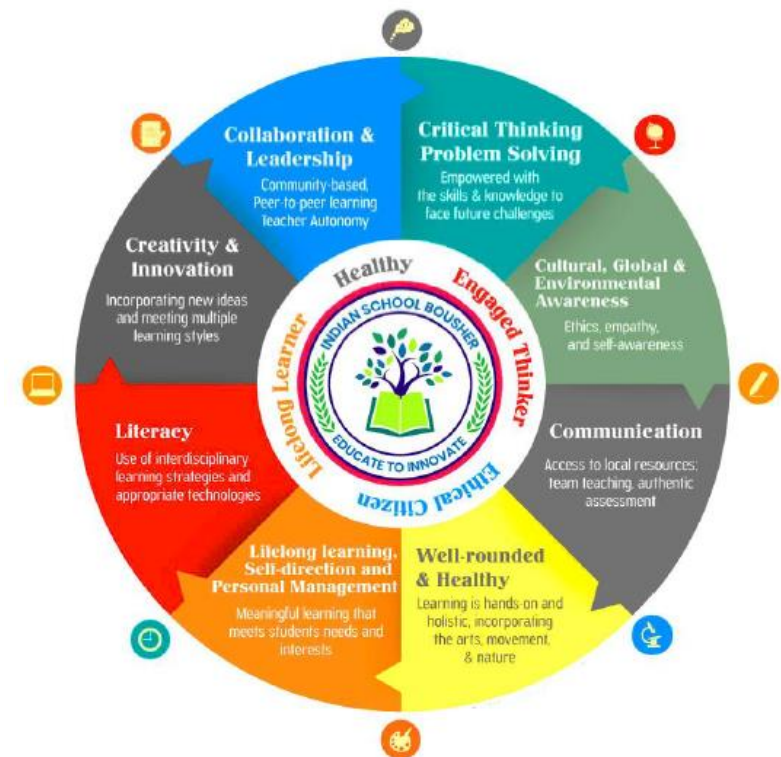 Collaboration &
Leadership
Community-based,
Peer-to-peer learning
Teacher Autonomy
Critical Thinking
Problem Solving
Empowered with
the skills & knowledge to
face future challenges
Cultural, Global &
Environmental
Awareness
Ethics, empathy,
and self-awareness
Communication
Access to local resources;
team teaching, authentic
assessment
Well-rounded
& Healthy
Learning is hands-on and
holistic, incorporating
the arts, movement,
& nature
Lifelong learning,
Self-direction and
Personal Management
Meaningful learning that
meets students needs and
interests
Literacy
Use of interdisciplinary
learning strategies and
appropriate technologies
Creativity &
Innovation
Incorporating new ideas
and meeting multiple
learning styles
Healthy
Engaged Thinker
Ethical Citizen
Lifelong Learner
INDIAN SCHOOL BOUSHER
EDUCATE TO INNOVATE